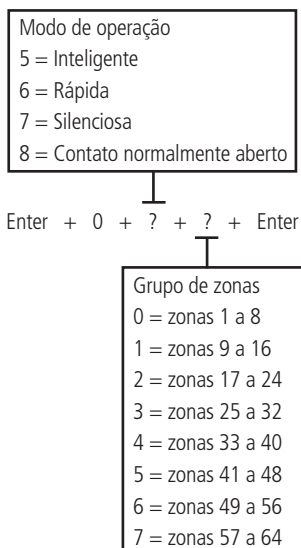 Modo de operação
5 = Inteligente
6 = Rápida
7 = Silenciosa
8 = Contato normalmente aberto
Enter + 0 + ? + ? + Enter
Grupo de zonas
0 = zonas 1 a 8
1 = zonas 9 a 16
2 = zonas 17 a 24
3 = zonas 25 a 32
4 = zonas 33 a 40
5 = zonas 41 a 48
6 = zonas 49 a 56
7 = zonas 57 a 64